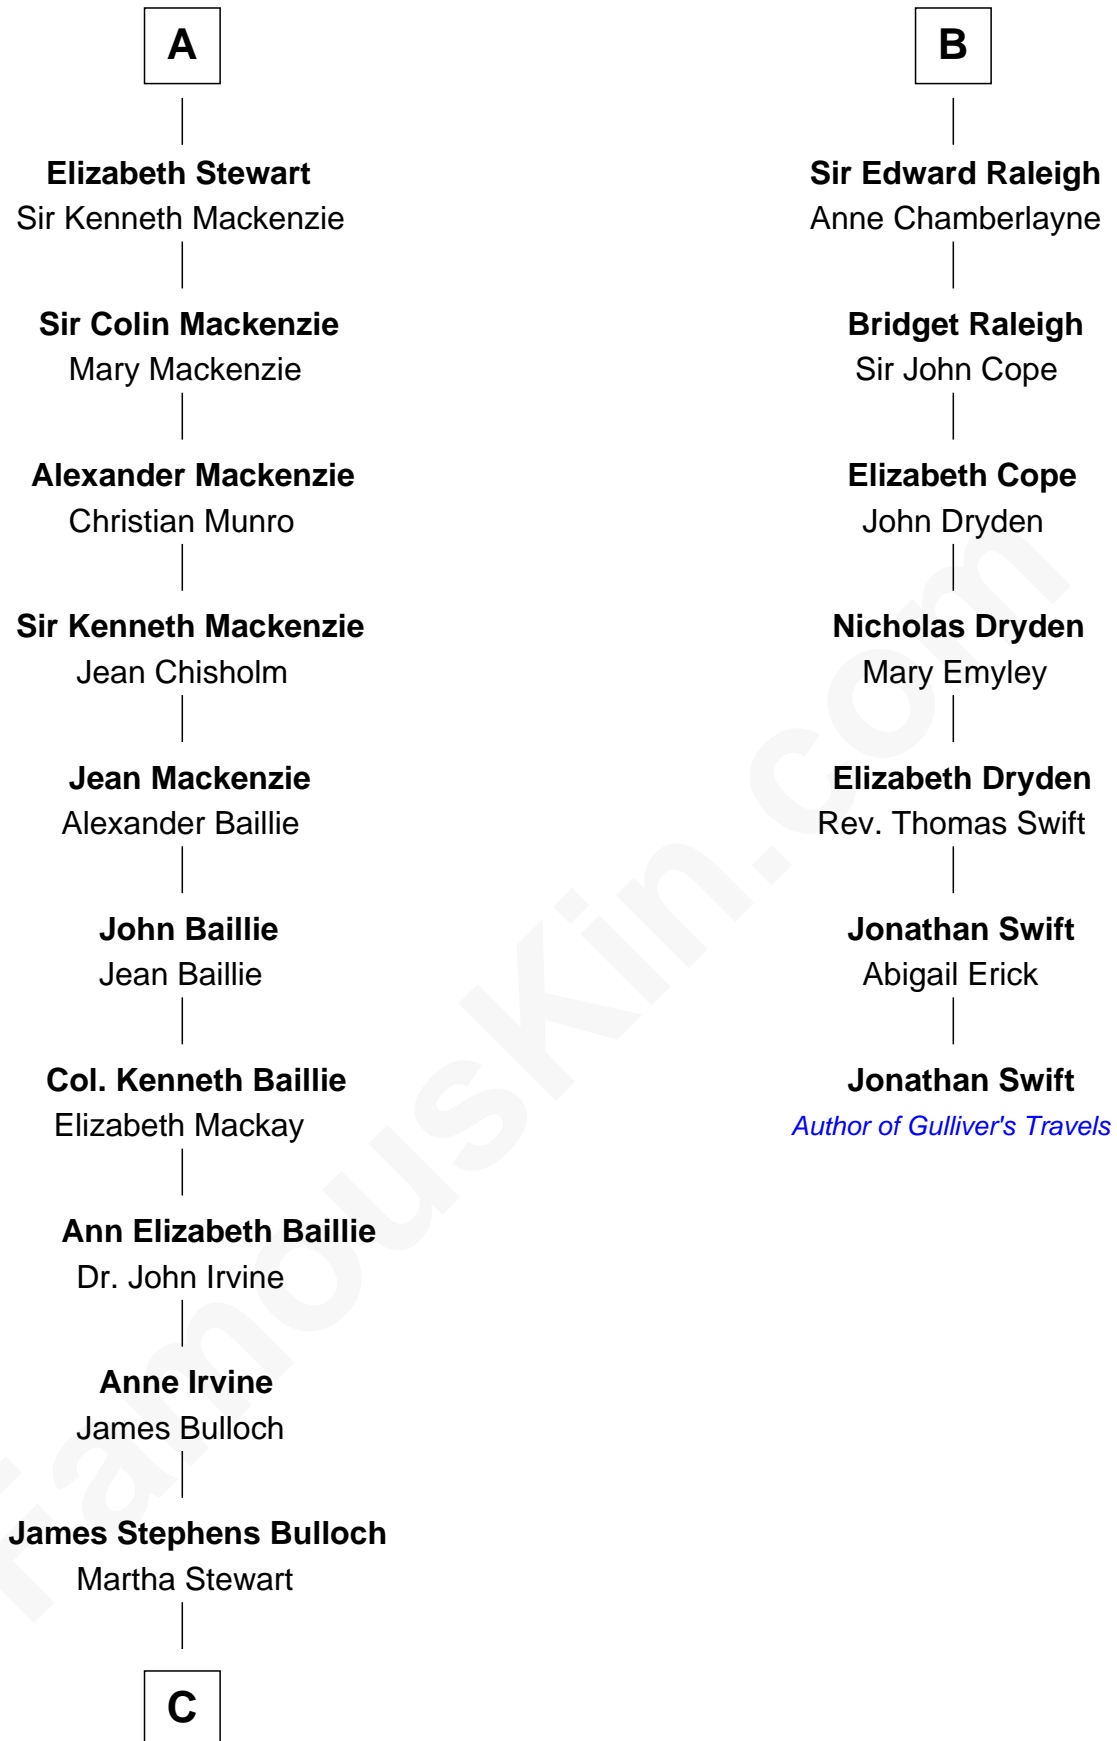 A
Elizabeth Stewart
Sir Kenneth Mackenzie
Sir Colin Mackenzie
Mary Mackenzie
Alexander Mackenzie
Christian Munro
Sir Kenneth Mackenzie
Jean Chisholm
Jean Mackenzie
Alexander Baillie
John Baillie
Jean Baillie
Col. Kenneth Baillie
Elizabeth Mackay
Ann Elizabeth Baillie
Dr. John Irvine
Anne Irvine
James Bulloch
James Stephens Bulloch
Martha Stewart
C
B
Sir Edward Raleigh
Anne Chamberlayne
Bridget Raleigh
Sir John Cope
Elizabeth Cope
John Dryden
Nicholas Dryden
Mary Emyley
Elizabeth Dryden
Rev. Thomas Swift
Jonathan Swift
Abigail Erick
Jonathan Swift
Author of Gulliver's Travels
FamousKin.com